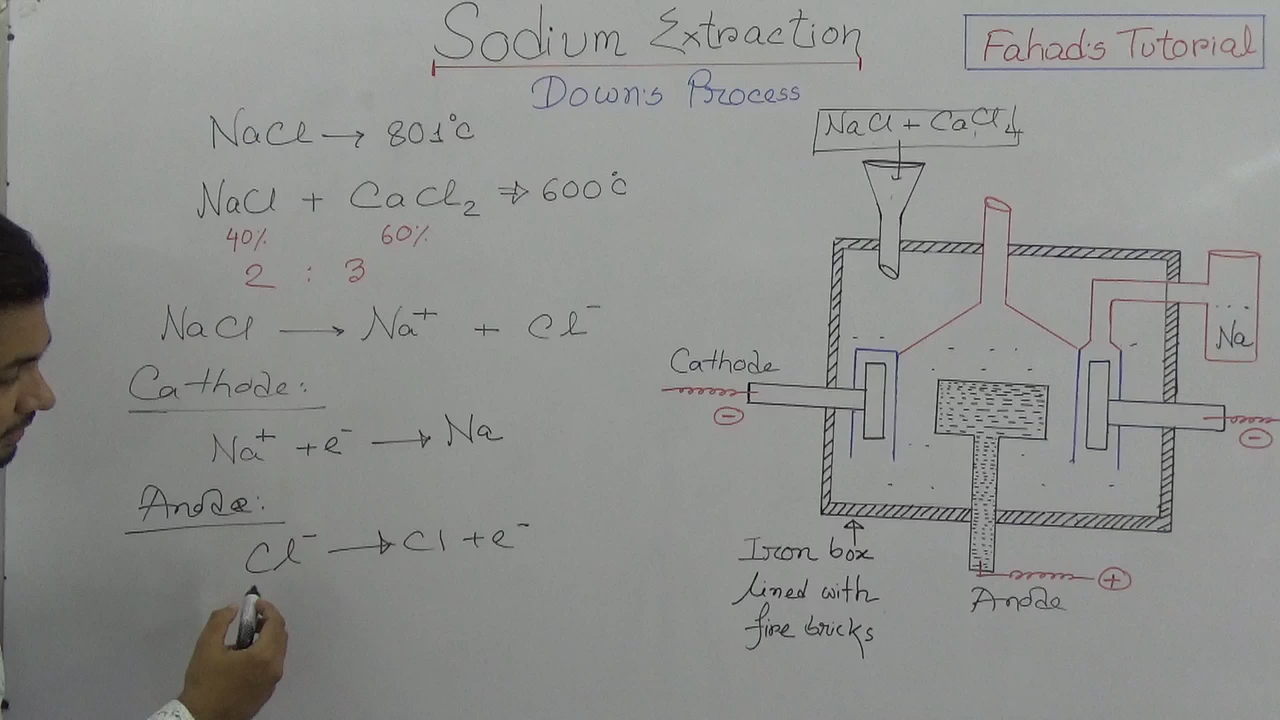 Sodium Extraction
Fahad's Tutorial
Down's Process
NaCl → 801°C
NaCl + CaCl₂ ⇒ 600°C
40% 60%
2 : 3
NaCl → Na⁺ + Cl⁻
Cathode:
Na⁺ + e⁻ → Na
Anode:
Cl⁻ → Cl + e⁻
NaCl + CaCl
Na
Cathode
−
−
Iron box
lined with
fire bricks
+
+
Anode